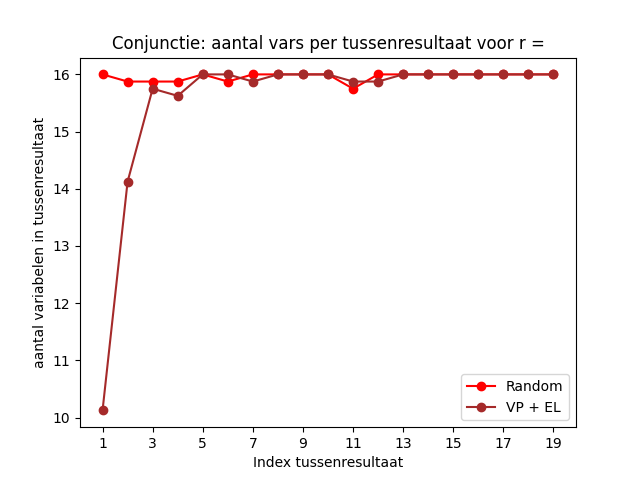 Conjunctie: aantal vars per tussenresultaat voor r =
aantal variabelen in tussenresultaat
16
15
14
13
12
11
10
Random
VP + EL
1 3 5 7 9 11 13 15 17 19
Index tussenresultaat